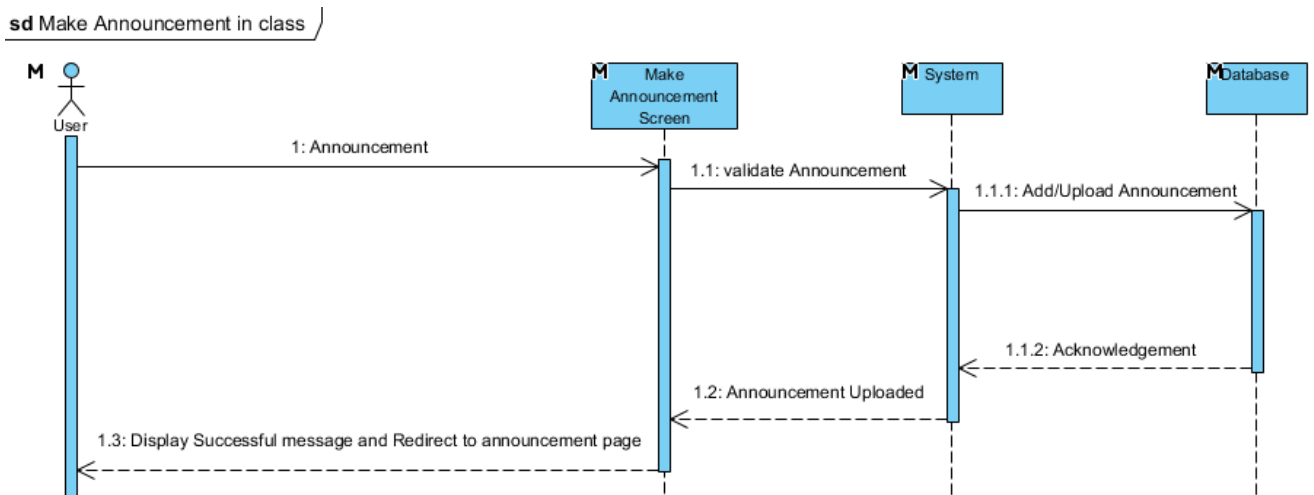 sd Make Announcement in class
M
User
M
Make
Announcement
Screen
M
System
M
Database
1: Announcement
1.1: validate Announcement
1.1.1: Add/Upload Announcement
1.1.2: Acknowledgement
1.2: Announcement Uploaded
1.3: Display Successful message and Redirect to announcement page